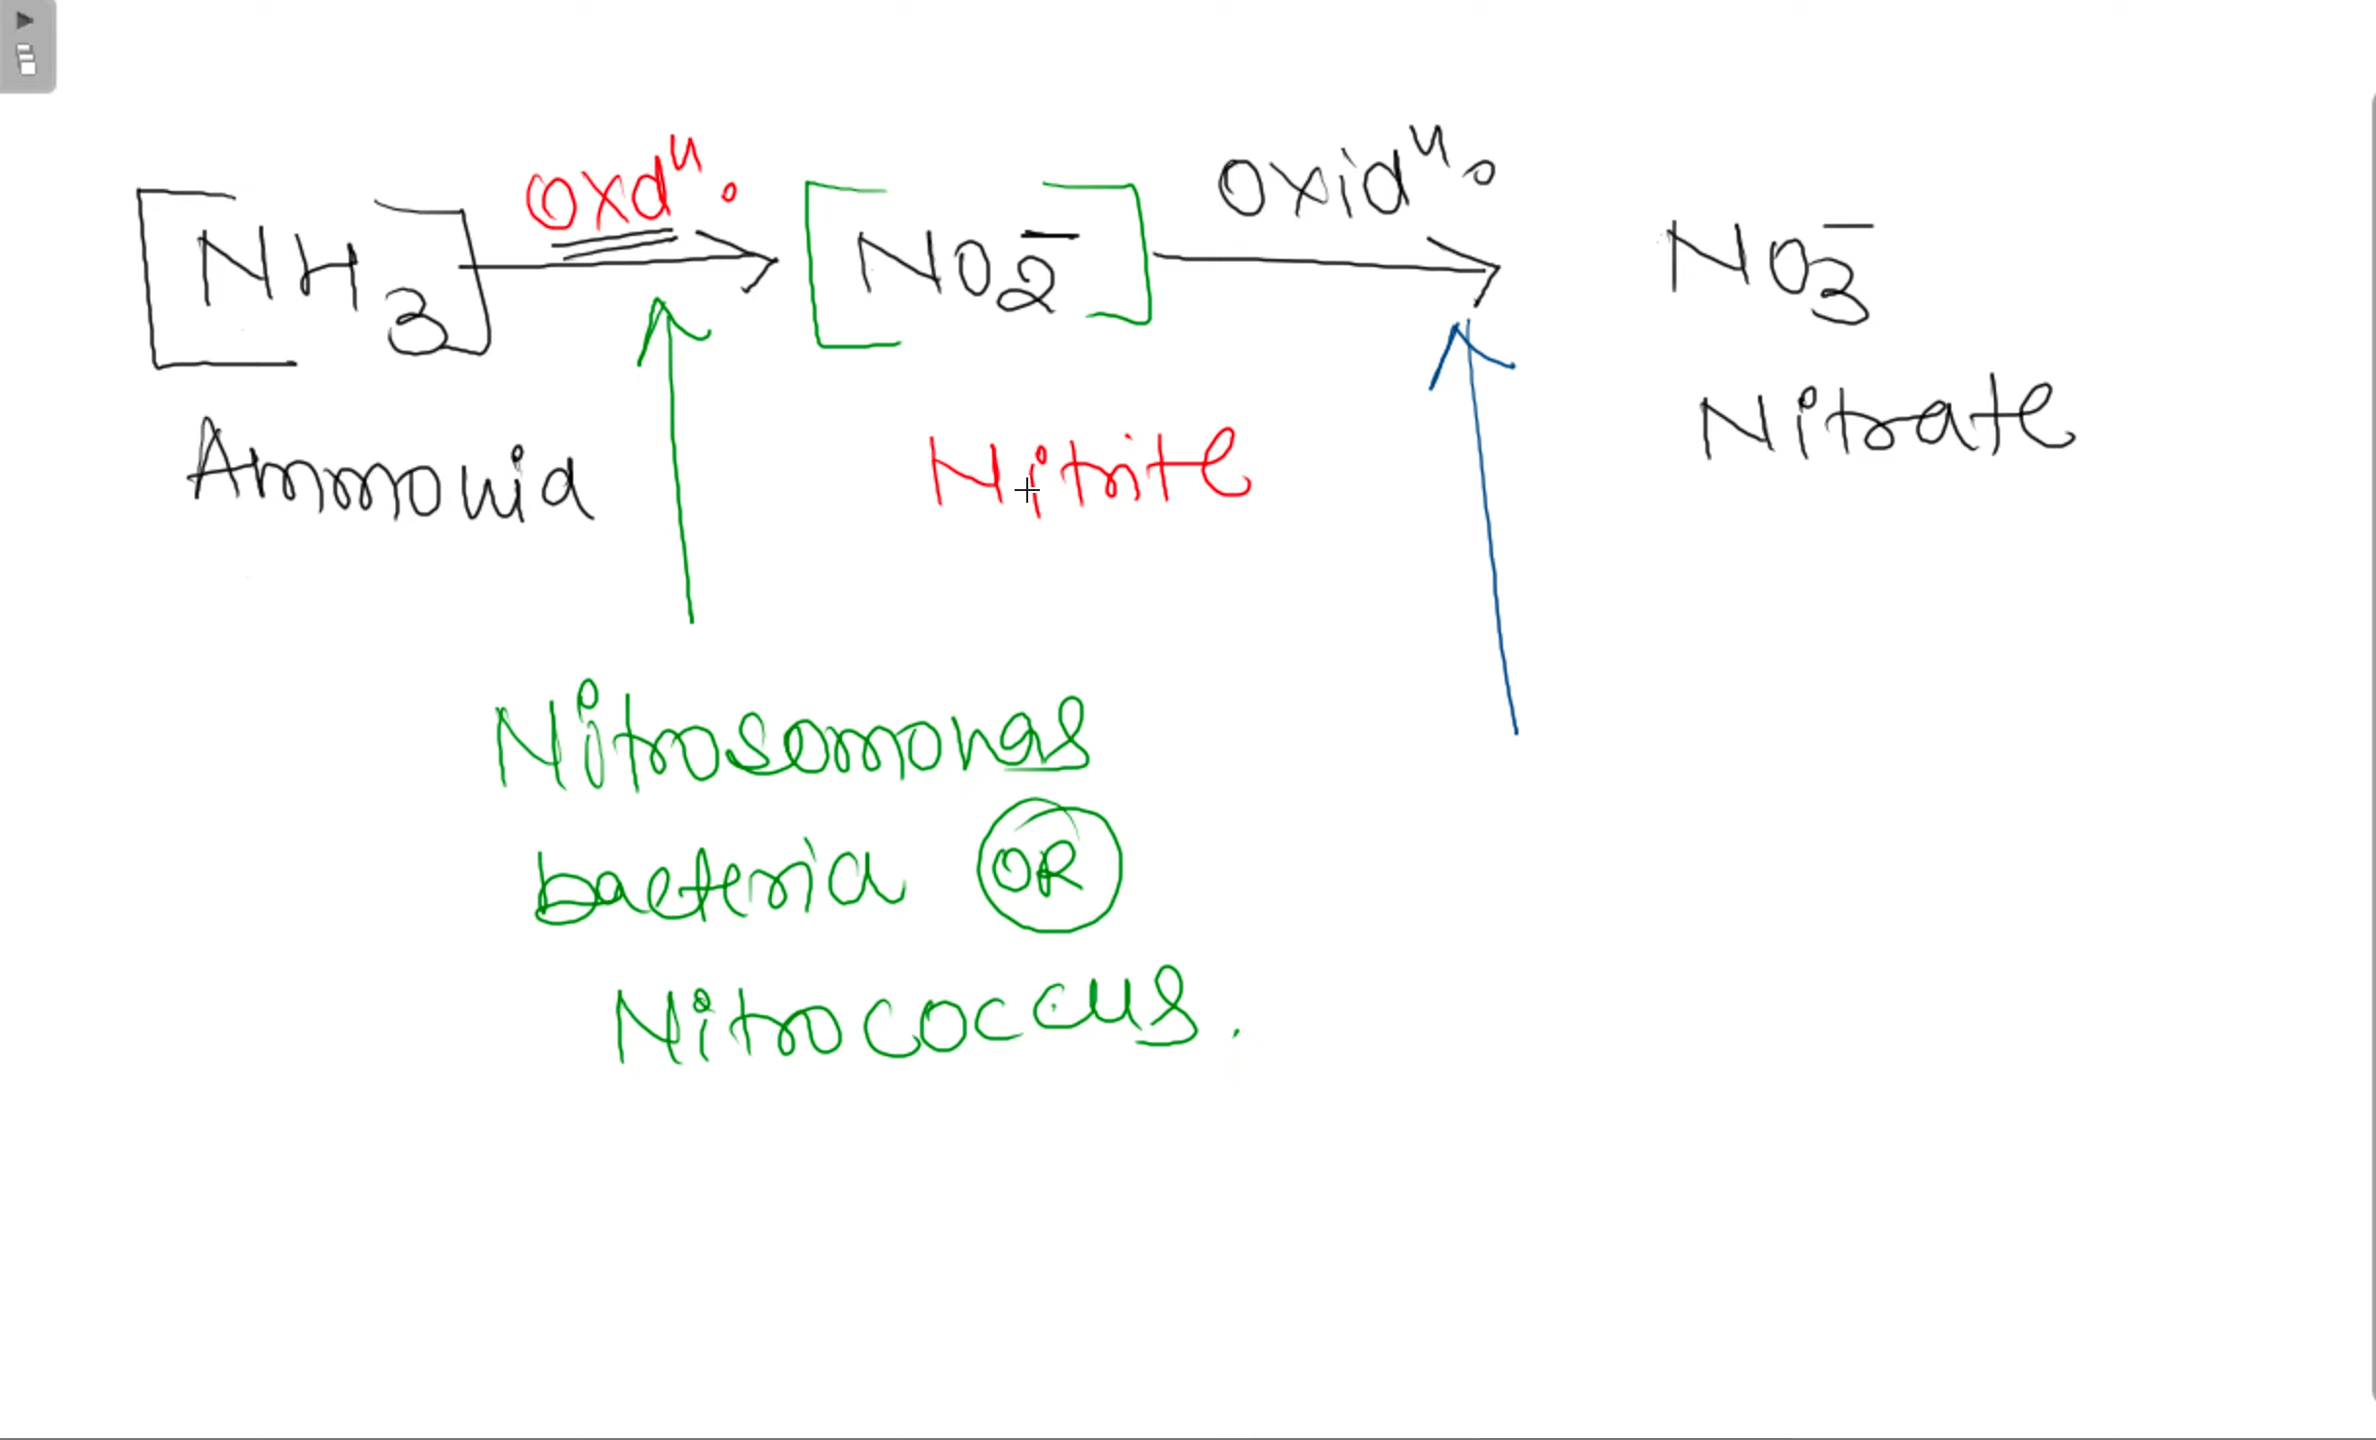 Oxdⁿ.
Oxidⁿ.
NH₃ → NO₂⁻ → NO₃⁻
Ammonia
Nitrite
Nitrate
Nitrosomonas
bacteria OR
Nitrococcus.